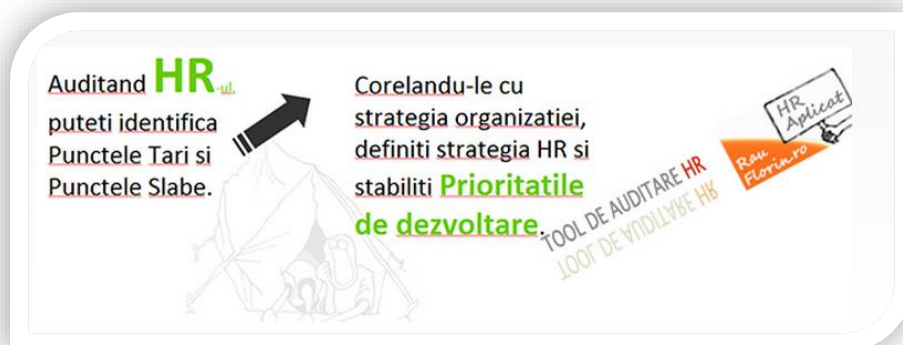 Auditand HR-ul,
puteti identifica
Punctele Tari si
Punctele Slabe.
Corelandu-le cu
strategia organizatiei,
definiti strategia HR si
stabiliti Prioritatile
de dezvoltare.
TOOL DE AUDITARE HR
TOOL DE AUDITARE HR
HR
Aplicat
Rau
Florin.ro